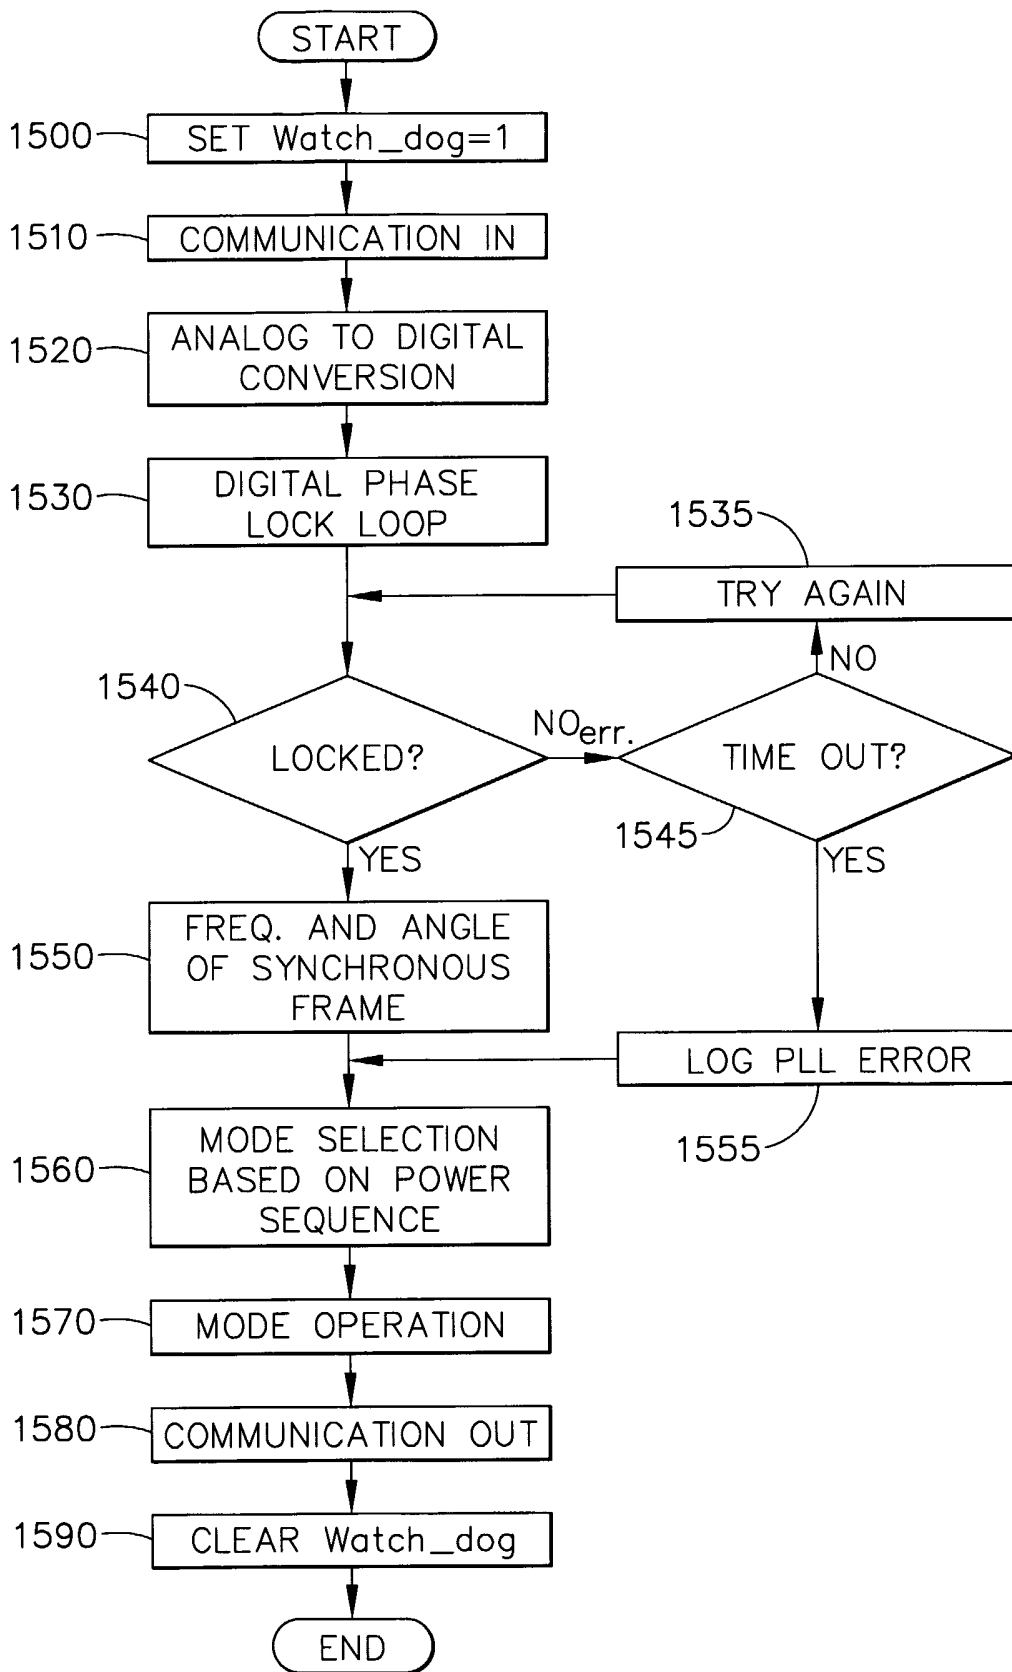 START
1500
SET Watch_dog=1
1510
COMMUNICATION IN
1520
ANALOG TO DIGITAL
CONVERSION
1530
DIGITAL PHASE
LOCK LOOP
1535
TRY AGAIN
NO
1540
LOCKED?
NOerr.
TIME OUT?
1545
YES
YES
1550
FREQ. AND ANGLE
OF SYNCHRONOUS
FRAME
LOG PLL ERROR
1555
1560
MODE SELECTION
BASED ON POWER
SEQUENCE
1570
MODE OPERATION
1580
COMMUNICATION OUT
1590
CLEAR Watch_dog
END